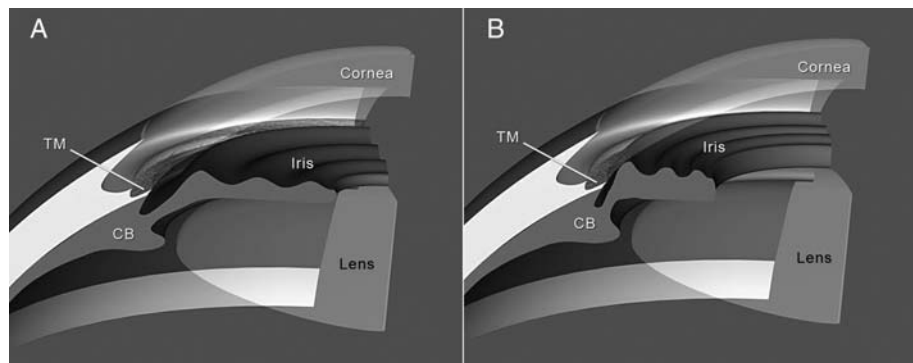 A
Cornea
TM
Iris
CB
Lens
B
Cornea
TM
Iris
CB
Lens